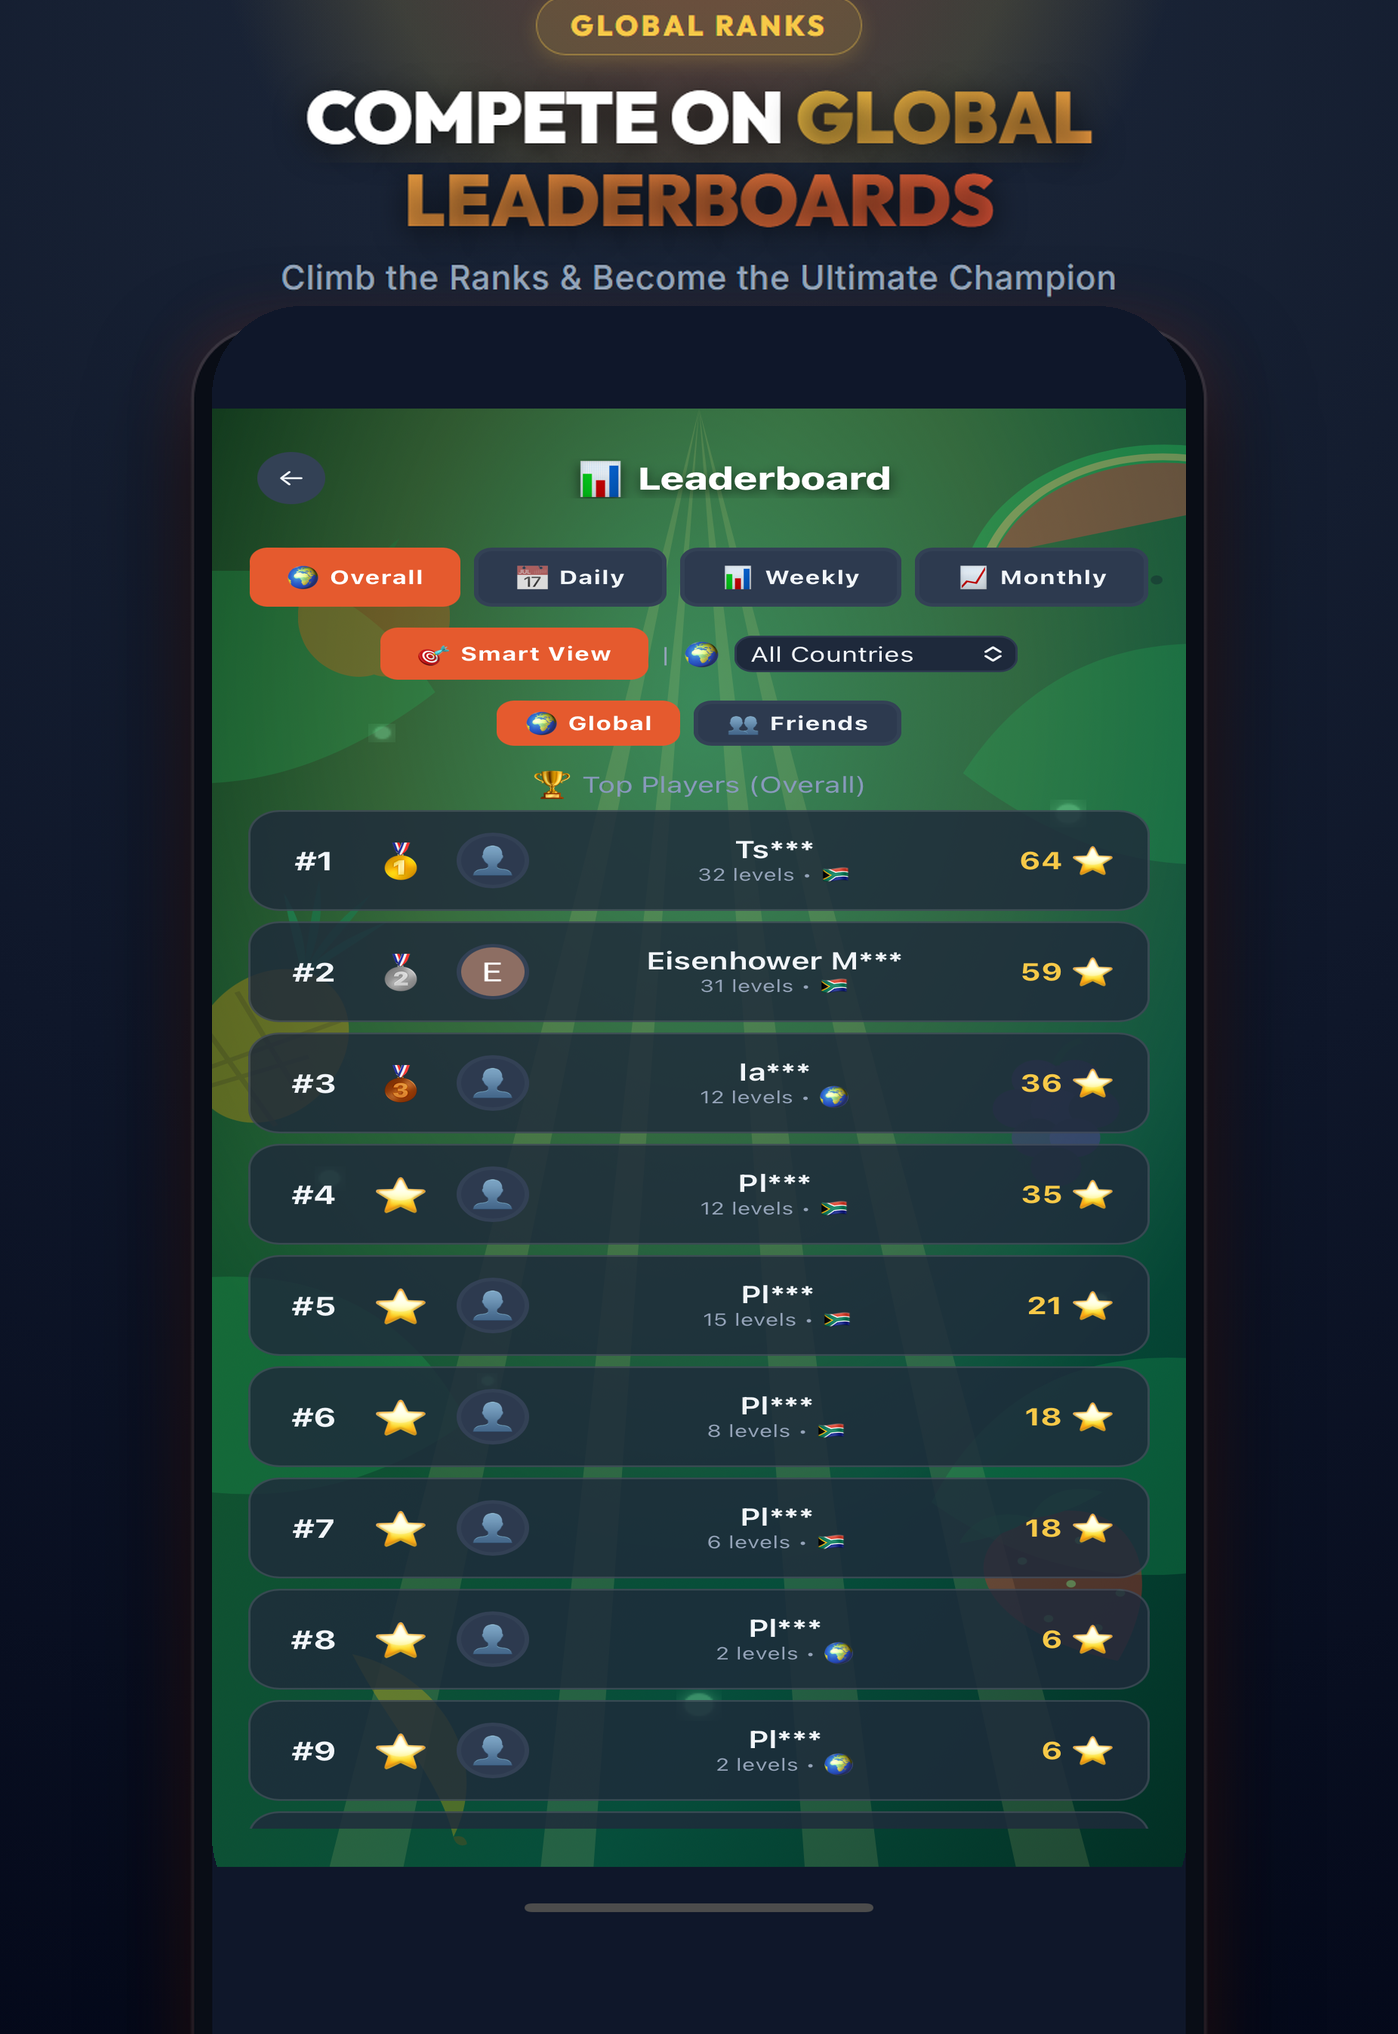 GLOBAL RANKS
COMPETE ON GLOBAL
LEADERBOARDS
Climb the Ranks & Become the Ultimate Champion
Leaderboard
Overall
Daily
Weekly
Monthly
Smart View | All Countries
Global
Friends
Top Players (Overall)
#1 Ts*** 64
32 levels •
#2 E Eisenhower M*** 59
31 levels •
#3 Ia*** 36
12 levels •
#4 Pl*** 35
12 levels •
#5 Pl*** 21
15 levels •
#6 Pl*** 18
8 levels •
#7 Pl*** 18
6 levels •
#8 Pl*** 6
2 levels •
#9 Pl*** 6
2 levels •